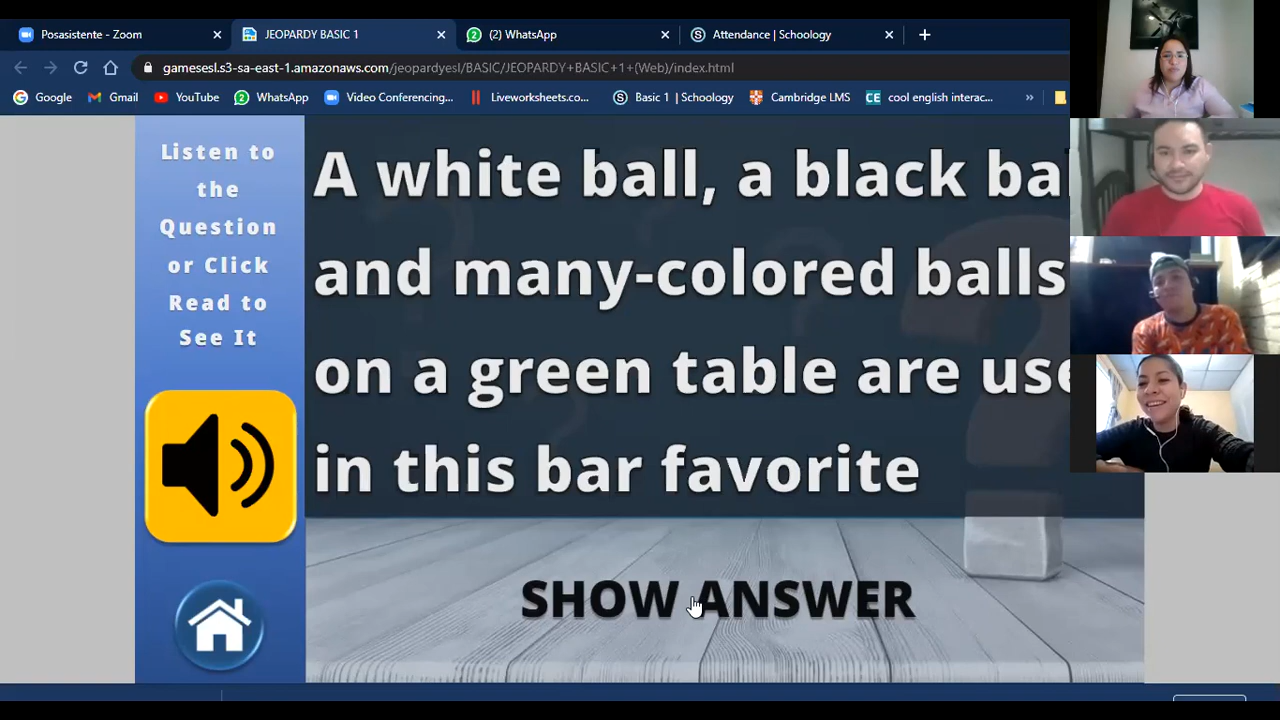 Posasistente - Zoom
JEOPARDY BASIC 1
(2) WhatsApp
Attendance | Schoology
gamesesl.s3-sa-east-1.amazonaws.com/jeopardyesl/BASIC/JEOPARDY+BASIC+1+(Web)/index.html
Google
Gmail
YouTube
WhatsApp
Video Conferencing...
Liveworksheets.co...
Basic 1 | Schoology
Cambridge LMS
CE
cool english interac...
Listen to
the
Question
or Click
Read to
See It
A white ball, a black ba
and many-colored balls
on a green table are use
in this bar favorite
SHOW ANSWER